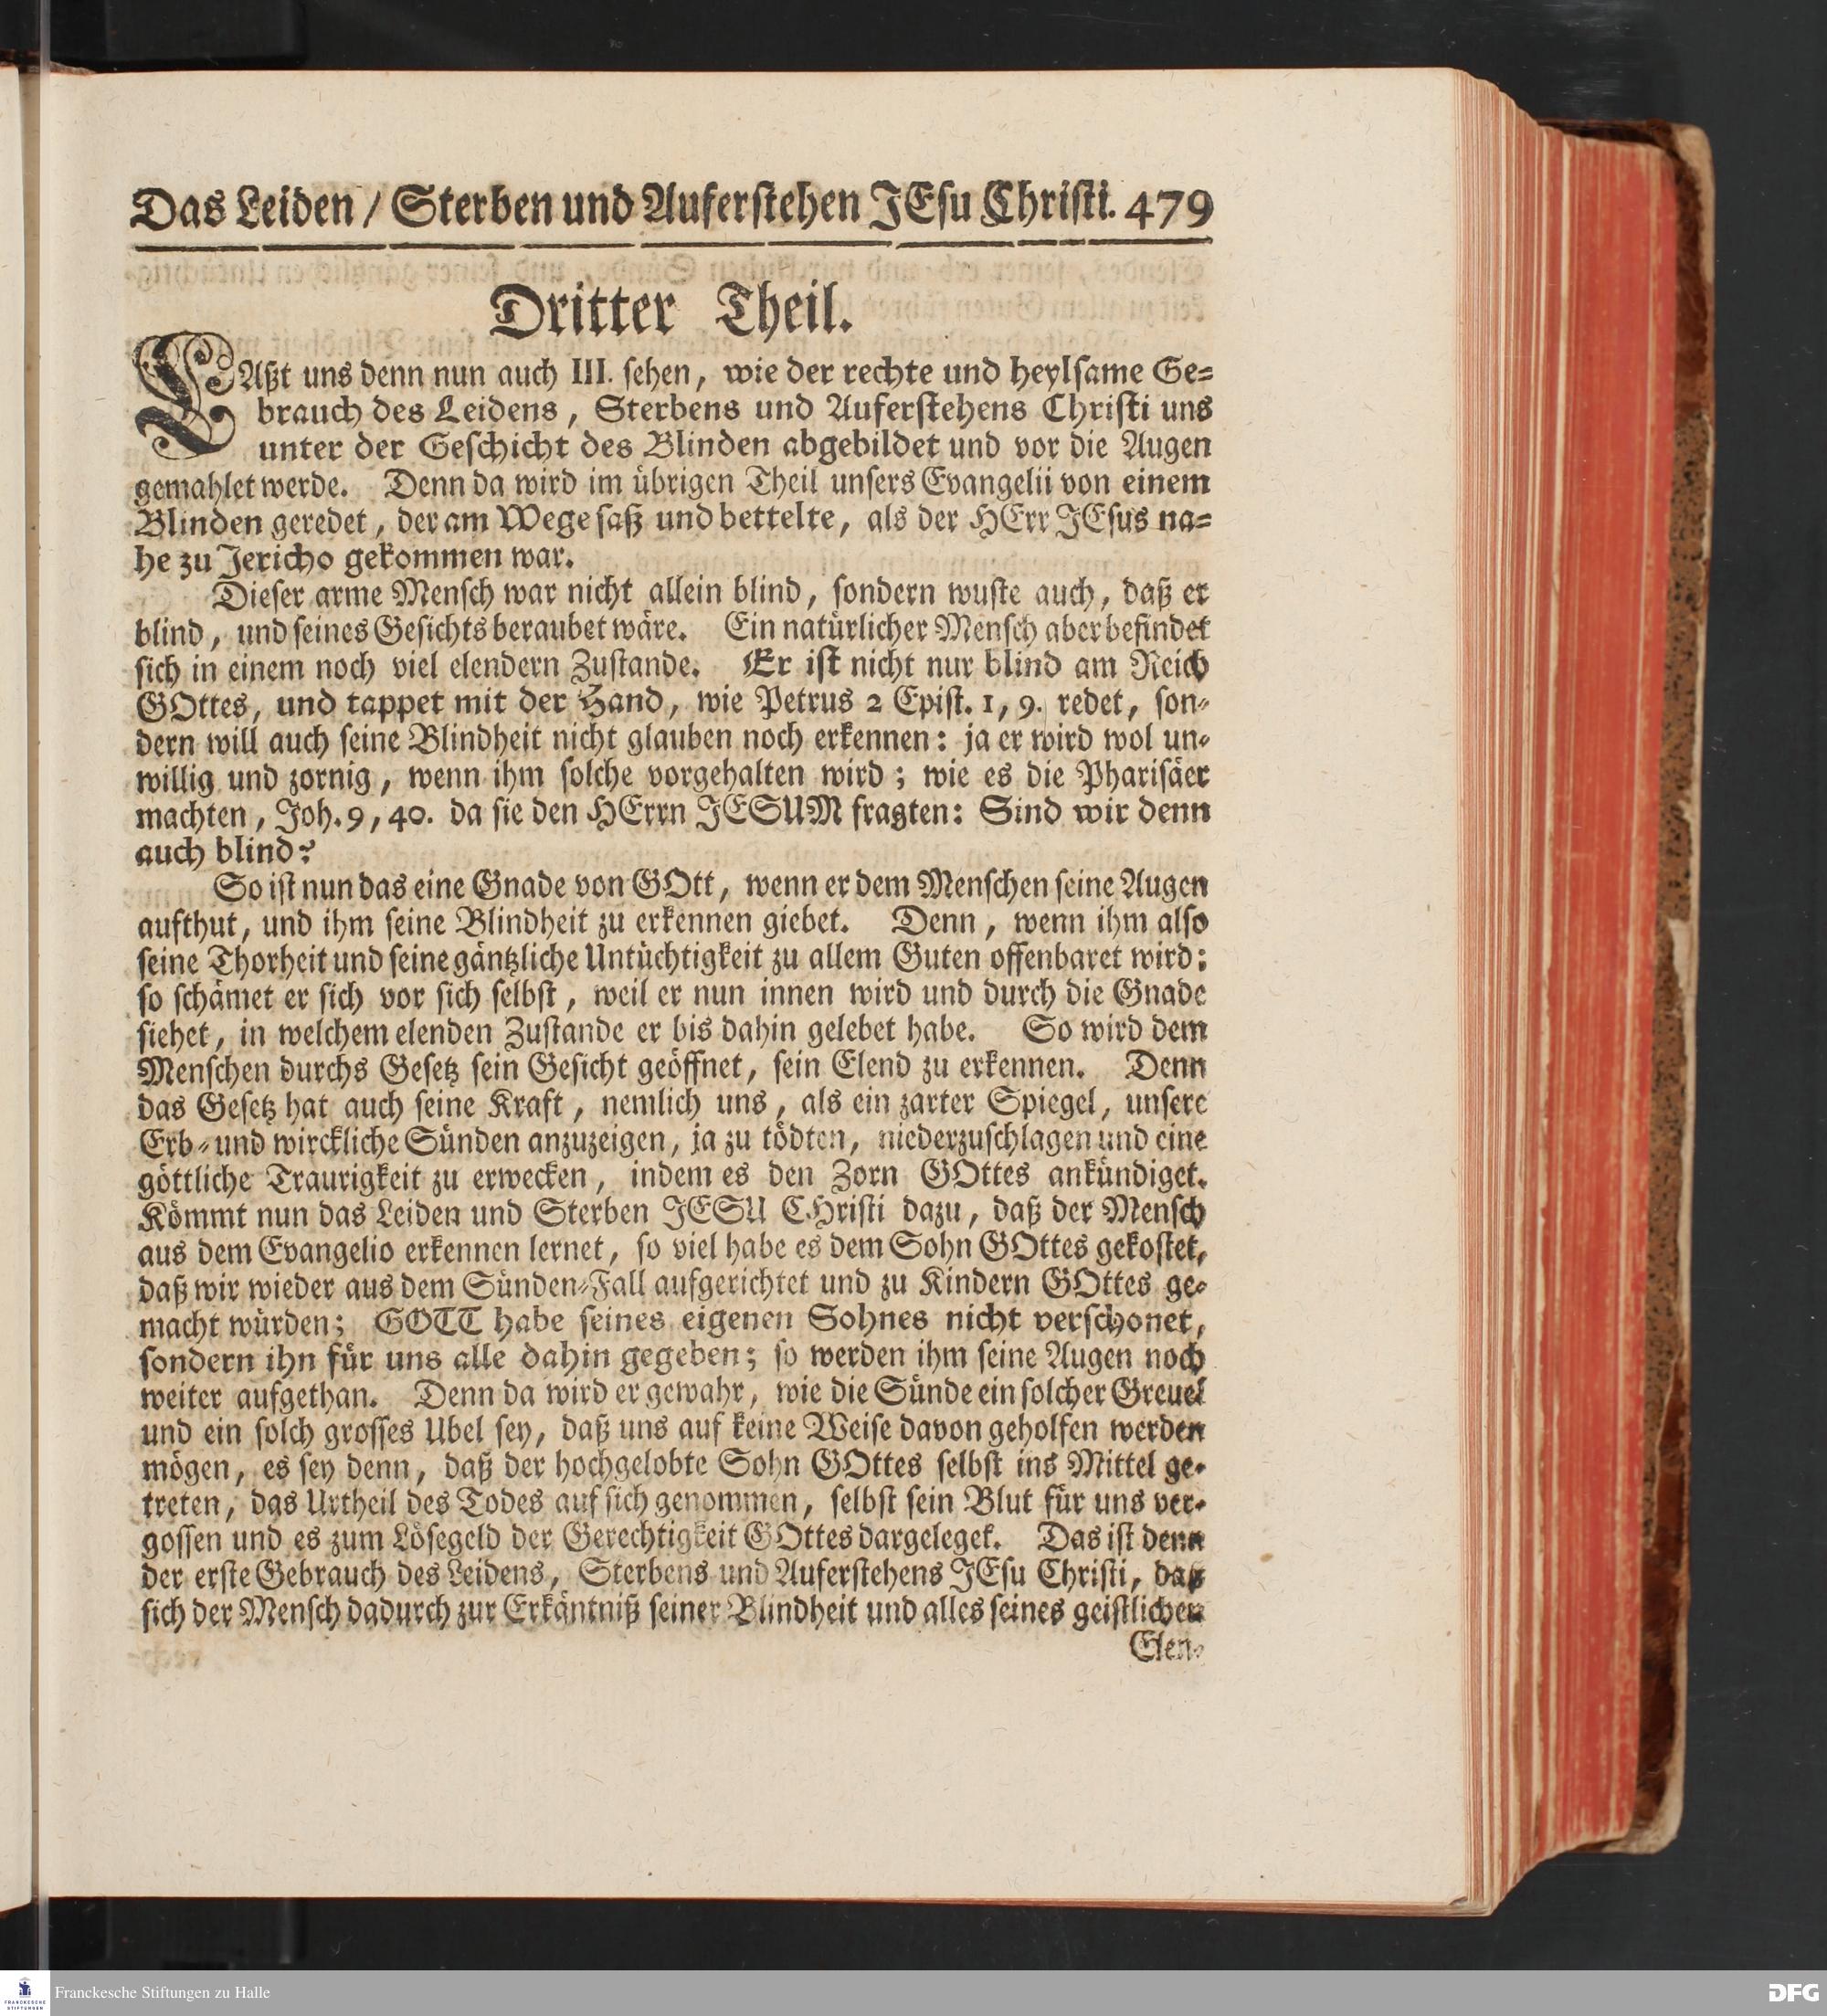 Das Leiden / Sterben und Auferstehen JEsu Christi. 479
Dritter Theil.
LAßt uns denn nun auch III. sehen, wie der rechte und heylsame Ge-
brauch des Leidens, Sterbens und Auferstehens Christi uns
unter der Geschicht des Blinden abgebildet und vor die Augen
gemahlet werde. Denn da wird im übrigen Theil unsers Evangelii von einem
Blinden geredet, der am Wege saß und bettelte, als der HErr JEsus na-
he zu Jericho gekommen war.
Dieser arme Mensch war nicht allein blind, sondern wuste auch, daß er
blind, und seines Gesichts beraubet wäre. Ein natürlicher Mensch aber befindet
sich in einem noch viel elendern Zustande. Er ist nicht nur blind am Reich
GOttes, und tappet mit der Hand, wie Petrus 2 Epist. 1, 9. redet, son-
dern will auch seine Blindheit nicht glauben noch erkennen: ja er wird wol un-
willig und zornig, wenn ihm solche vorgehalten wird; wie es die Pharisäer
machten, Joh. 9, 40. da sie den HErrn JESUM fragten: Sind wir denn
auch blind?
So ist nun das eine Gnade von GOtt, wenn er dem Menschen seine Augen
aufthut, und ihm seine Blindheit zu erkennen giebet. Denn, wenn ihm also
seine Thorheit und seine gäntzliche Untüchtigkeit zu allem Guten offenbaret wird:
so schämet er sich vor sich selbst, weil er nun innen wird und durch die Gnade
siehet, in welchem elenden Zustande er bis dahin gelebet habe. So wird dem
Menschen durchs Gesetz sein Gesicht geöffnet, sein Elend zu erkennen. Denn
das Gesetz hat auch seine Kraft, nemlich uns, als ein zarter Spiegel, unsere
Erb- und wirckliche Sünden anzuzeigen, ja zu tödten, niederzuschlagen und eine
göttliche Traurigkeit zu erwecken, indem es den Zorn GOttes ankündiget.
Kömmt nun das Leiden und Sterben JESU CHristi dazu, daß der Mensch
aus dem Evangelio erkennen lernet, so viel habe es dem Sohn GOttes gekostet,
daß wir wieder aus dem Sünden-Fall aufgerichtet und zu Kindern GOttes ge-
macht würden; GOTT habe seines eigenen Sohnes nicht verschonet,
sondern ihn für uns alle dahin gegeben; so werden ihm seine Augen noch
weiter aufgethan. Denn da wird er gewahr, wie die Sünde ein solcher Greuel
und ein solch grosses Ubel sey, daß uns auf keine Weise davon geholfen werden
mögen, es sey denn, daß der hochgelobte Sohn GOttes selbst ins Mittel ge-
treten, das Urtheil des Todes auf sich genommen, selbst sein Blut für uns ver-
gossen und es zum Lösegeld der Gerechtigkeit GOttes dargeleget. Das ist denn
der erste Gebrauch des Leidens, Sterbens und Auferstehens JEsu Christi, daß
sich der Mensch dadurch zur Erkäntniß seiner Blindheit und alles seines geistlichen
Elen-
FRANCKESCHE STIFTUNGEN
Franckesche Stiftungen zu Halle
DFG